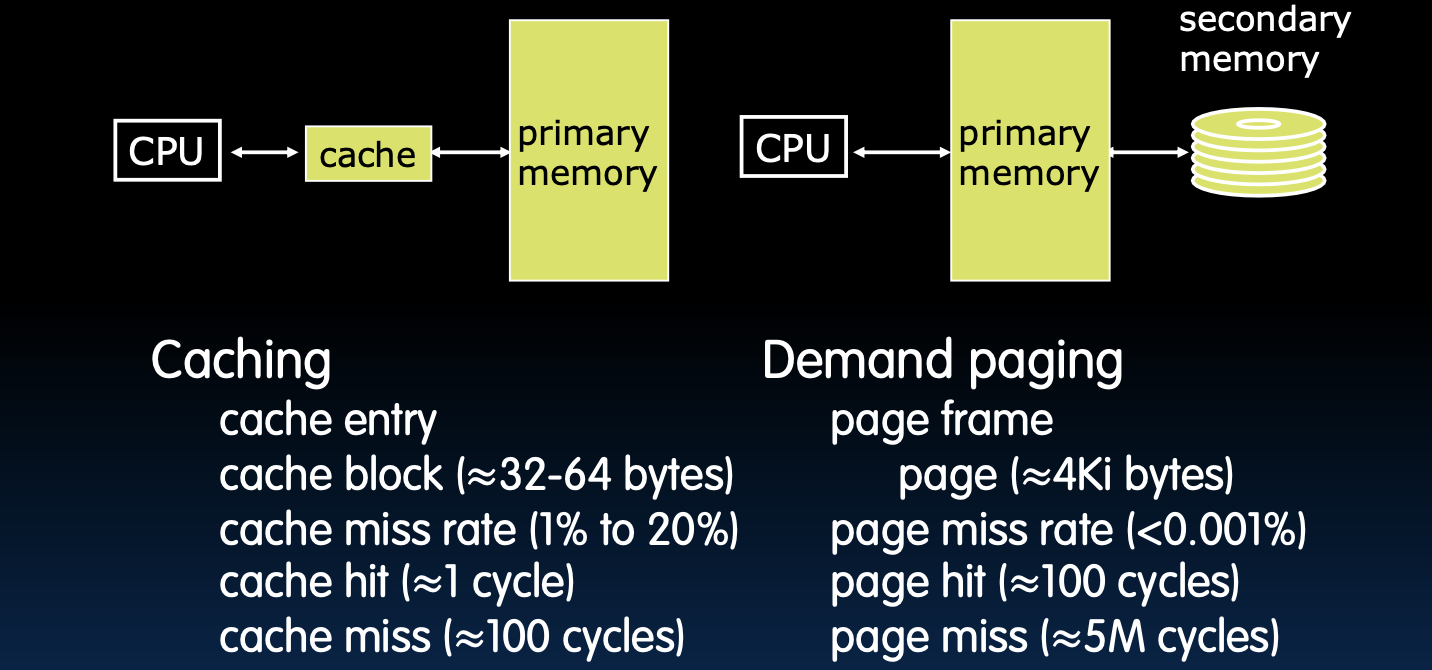 CPU
cache
primary
memory
CPU
primary
memory
secondary
memory
Caching
cache entry
cache block (≈32-64 bytes)
cache miss rate (1% to 20%)
cache hit (≈1 cycle)
cache miss (≈100 cycles)
Demand paging
page frame
page (≈4Ki bytes)
page miss rate (<0.001%)
page hit (≈100 cycles)
page miss (≈5M cycles)